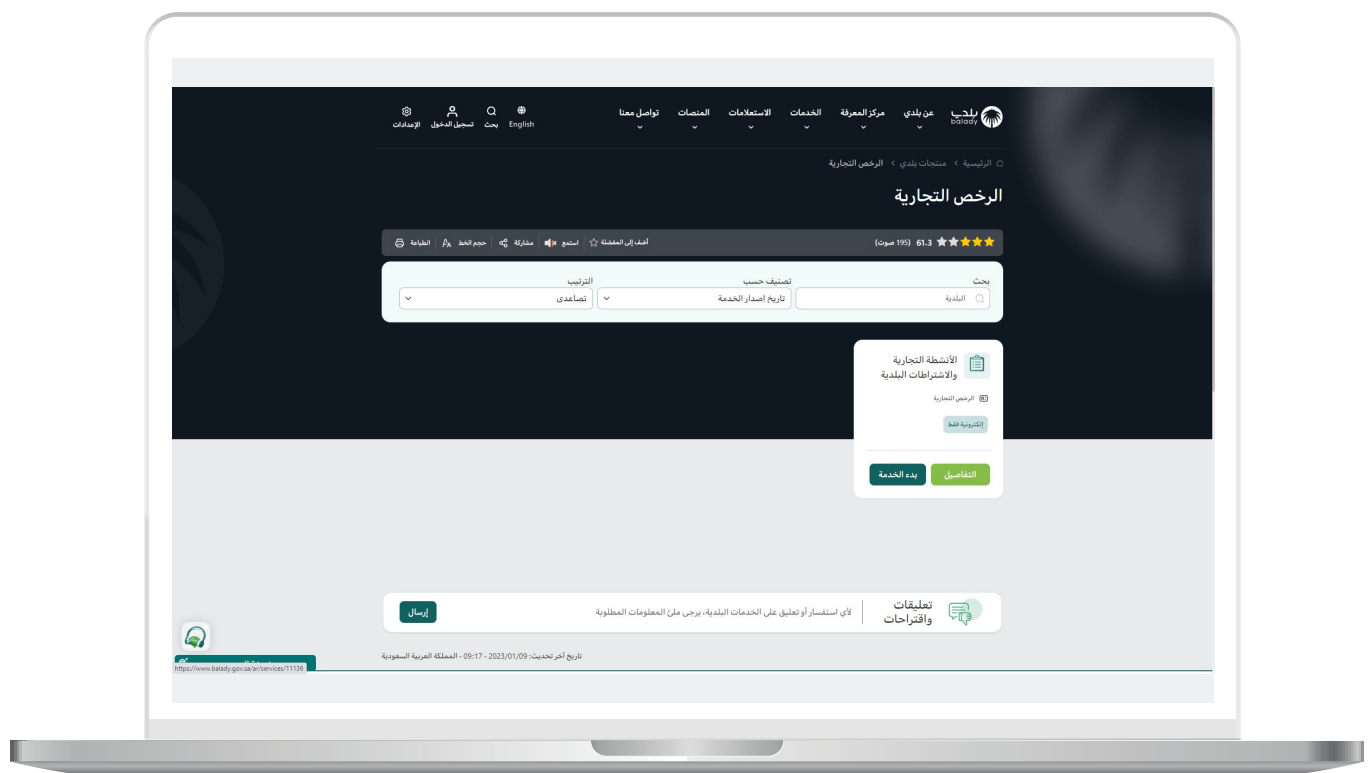 بلدي
balady
عن بلدي
مركز المعرفة
الخدمات
الاستعلامات
المنصات
تواصل معنا
English
بحث
تسجيل الدخول
الإعدادات
الرئيسية > منتجات بلدي > الرخص التجارية
الرخص التجارية
61.3 (195 صوت)
أضف إلى المفضلة
استمع
مشاركة
حجم الخط
الطباعة
بحث
البلدية
تصنيف حسب
تاريخ إصدار الخدمة
الترتيب
تصاعدى
الأنشطة التجارية
والاشتراطات البلدية
الرخص التجارية
إلكترونية فقط
التفاصيل
بدء الخدمة
تعليقات
واقتراحات
لأي استفسار أو تعليق على الخدمات البلدية، يرجى ملئ المعلومات المطلوبة
إرسال
تاريخ آخر تحديث: 2023/01/09 - 09:17 - المملكة العربية السعودية
https://www.balady.gov.sa/ar/services/11136